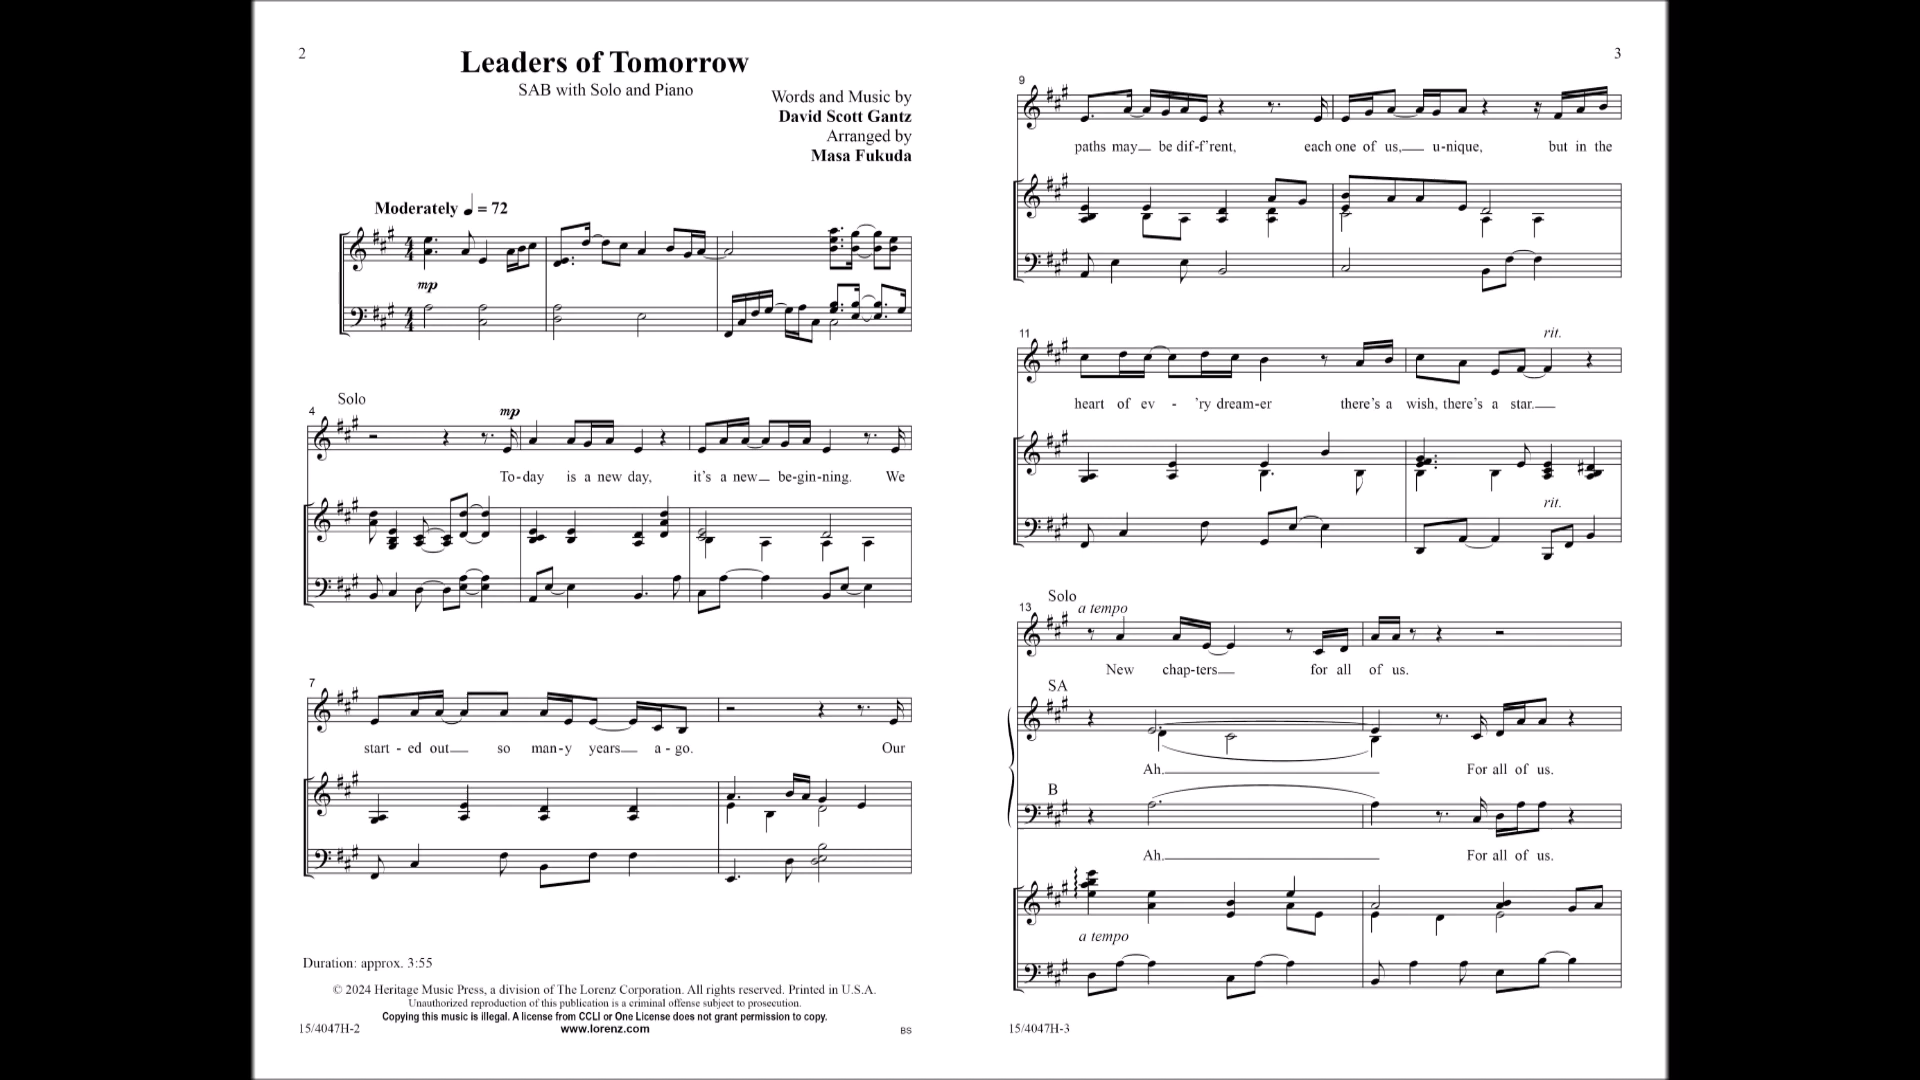 2
Leaders of Tomorrow
SAB with Solo and Piano
Words and Music by
David Scott Gantz
Arranged by
Masa Fukuda
Moderately ♩ = 72
mp
4
Solo
mp
To-day is a new day, it's a new be-gin-ning. We
7
start - ed out so man-y years a - go. Our
Duration: approx. 3:55
© 2024 Heritage Music Press, a division of The Lorenz Corporation. All rights reserved. Printed in U.S.A.
Unauthorized reproduction of this publication is a criminal offense subject to prosecution.
Copying this music is illegal. A license from CCLI or One License does not grant permission to copy.
www.lorenz.com
15/4047H-2
BS
3
9
paths may be dif-f'rent, each one of us, u-nique, but in the
11
rit.
heart of ev - 'ry dream-er there's a wish, there's a star.
rit.
Solo
13
a tempo
New chap-ters for all of us.
SA
Ah. For all of us.
B
Ah. For all of us.
a tempo
15/4047H-3